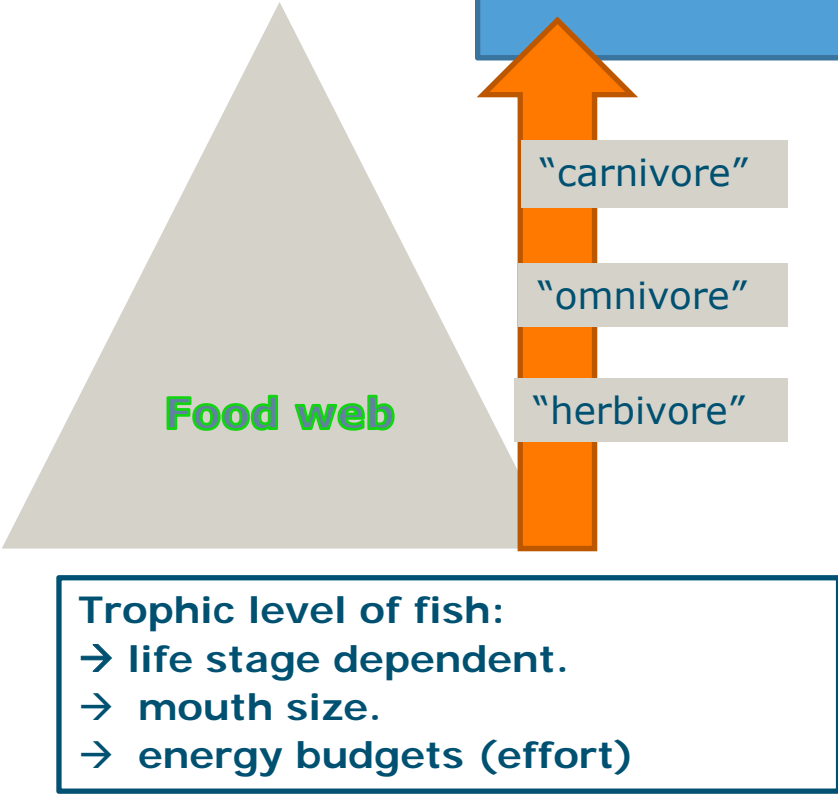 “carnivore”
“omnivore”
“herbivore”
Food web
Trophic level of fish:
→ life stage dependent.
→ mouth size.
→ energy budgets (effort)